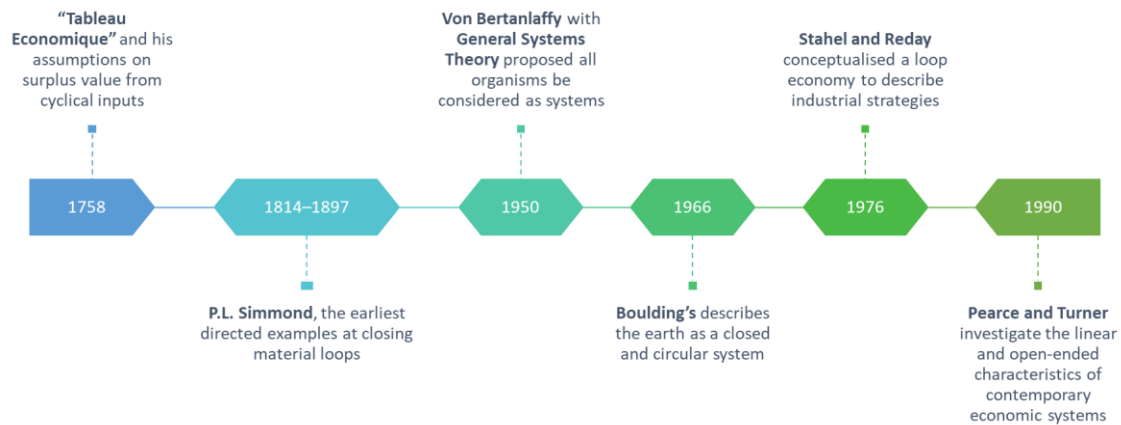 “Tableau
Economique” and his
assumptions on
surplus value from
cyclical inputs
Von Bertanlaffy with
General Systems
Theory proposed all
organisms be
considered as systems
Stahel and Reday
conceptualised a loop
economy to describe
industrial strategies
1758
1814–1897
1950
1966
1976
1990
P.L. Simmond, the earliest
directed examples at closing
material loops
Boulding’s describes
the earth as a closed
and circular system
Pearce and Turner
investigate the linear
and open-ended
characteristics of
contemporary
economic systems